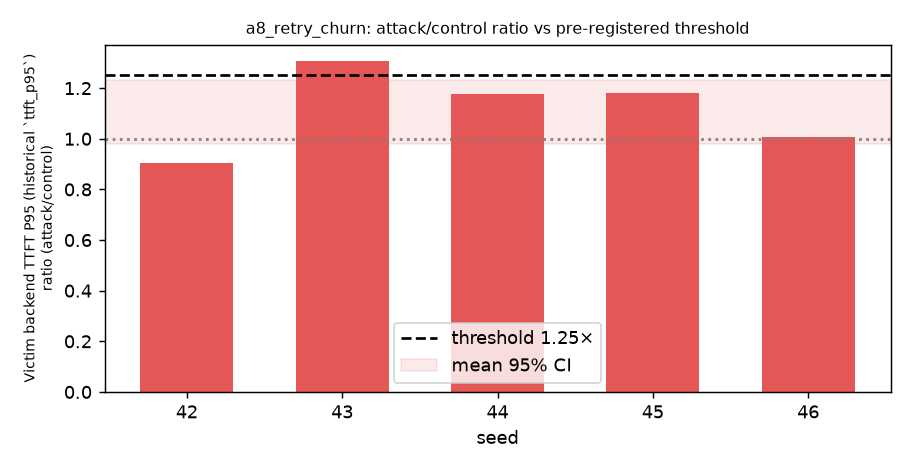 a8_retry_churn: attack/control ratio vs pre-registered threshold
Victim backend TTFT P95 (historical `ttft_p95`)
ratio (attack/control)
1.2
1.0
0.8
0.6
0.4
0.2
0.0
threshold 1.25×
mean 95% CI
42 43 44 45 46
seed